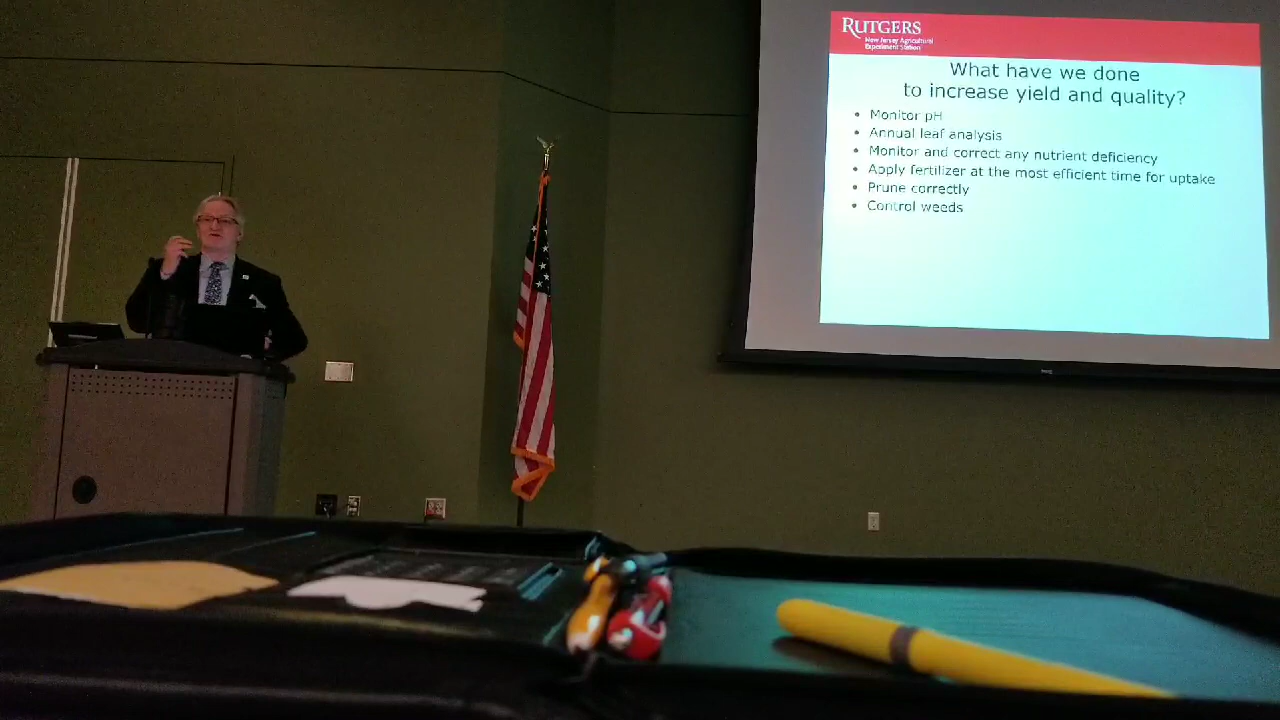 RUTGERS
New Jersey Agricultural
Experiment Station
What have we done
to increase yield and quality?
• Monitor pH
• Annual leaf analysis
• Monitor and correct any nutrient deficiency
• Apply fertilizer at the most efficient time for uptake
• Prune correctly
• Control weeds